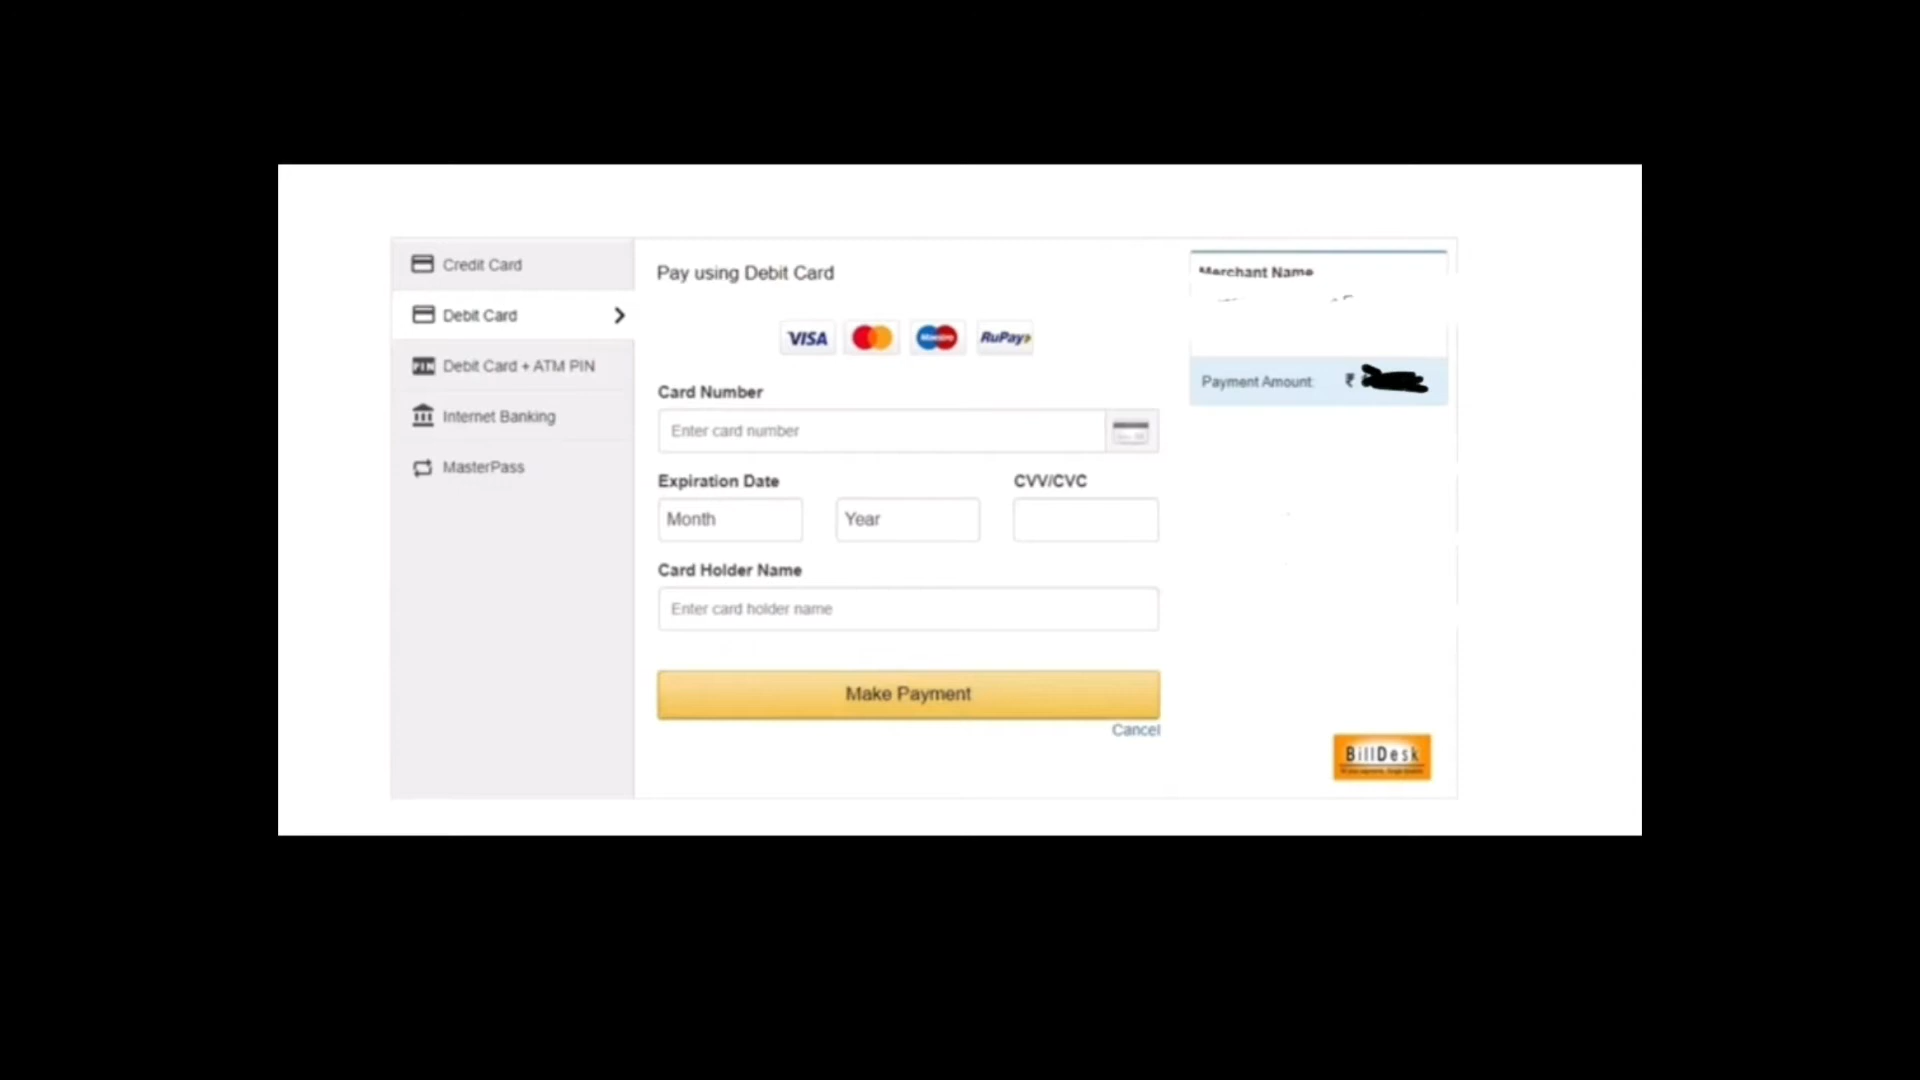 Credit Card
Debit Card
PIN Debit Card + ATM PIN
Internet Banking
MasterPass
Pay using Debit Card
VISA Maestro RuPay
Card Number
Enter card number
Expiration Date CVV/CVC
Month Year
Card Holder Name
Enter card holder name
Make Payment
Cancel
Merchant Name
Payment Amount: ₹
BillDesk